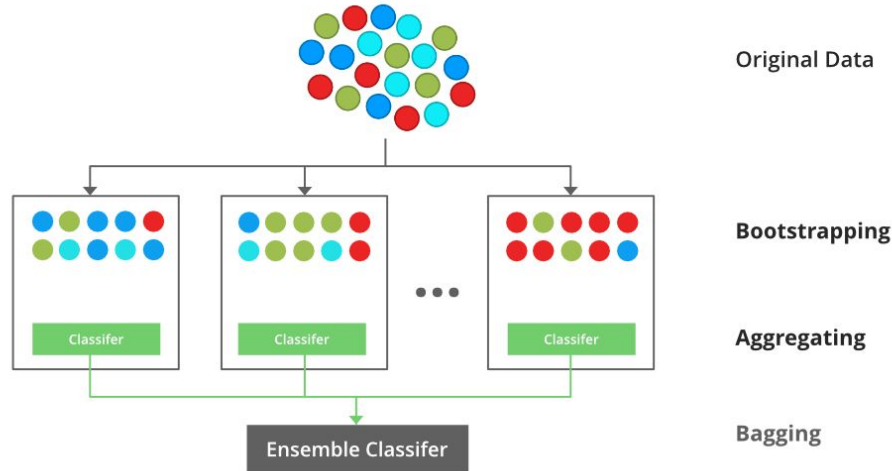 Original Data
Bootstrapping
Classifer
Classifer
Classifer
Aggregating
Ensemble Classifer
Bagging